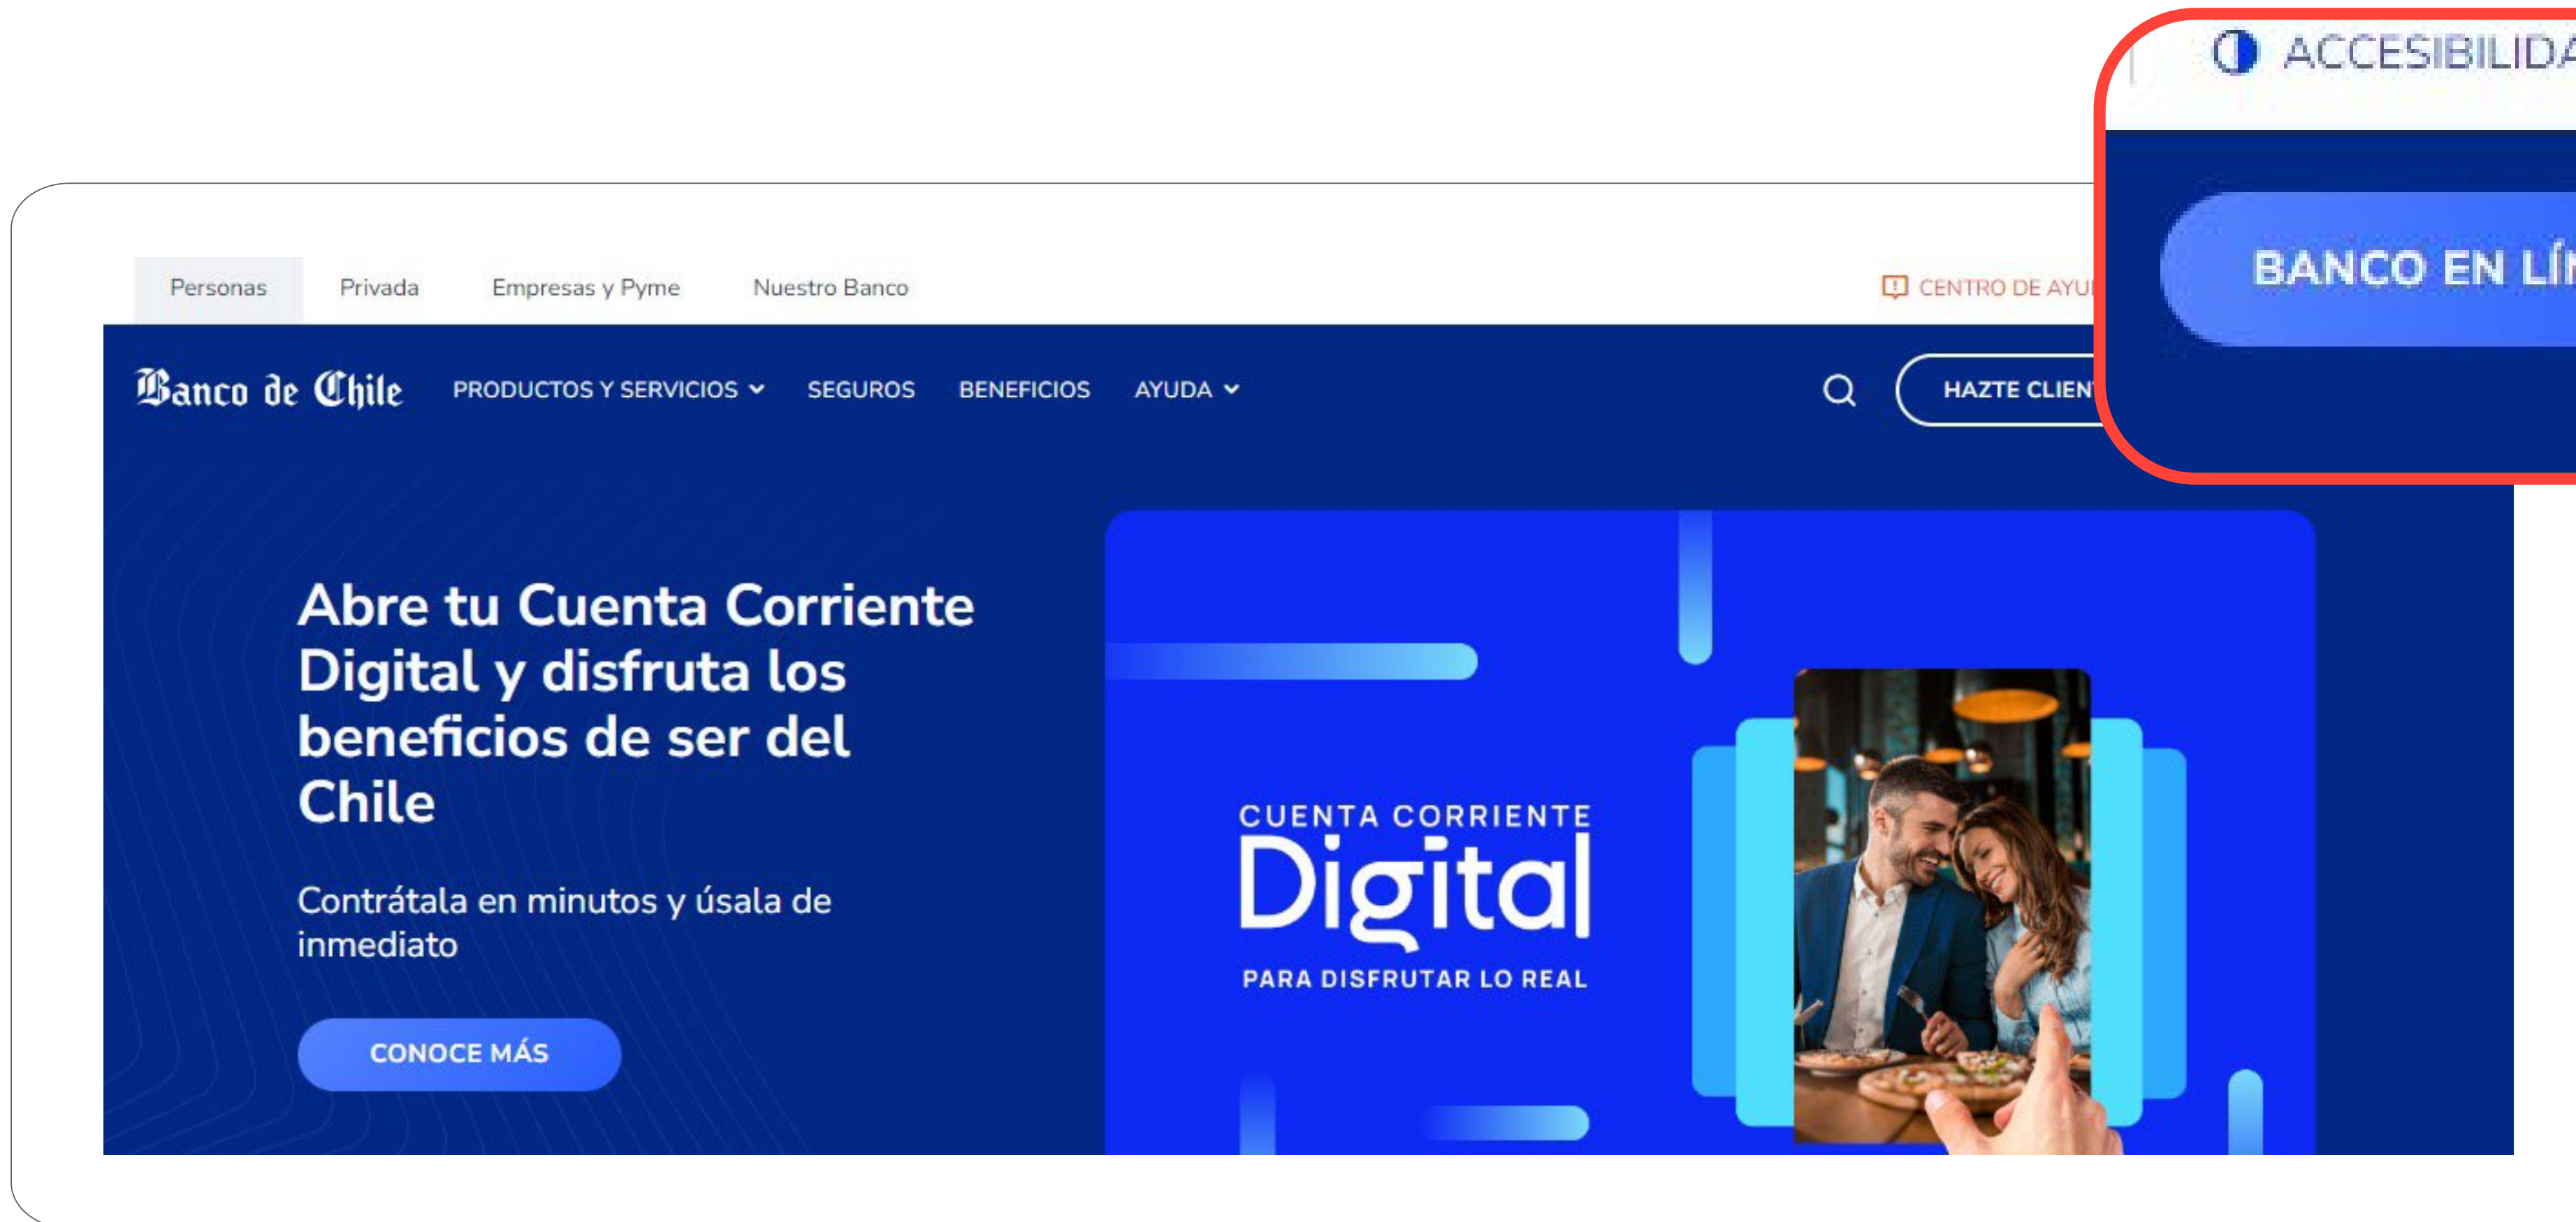 ACCESIBILIDA
BANCO EN LÍN
Personas Privada Empresas y Pyme Nuestro Banco CENTRO DE AYU
Banco de Chile PRODUCTOS Y SERVICIOS SEGUROS BENEFICIOS AYUDA HAZTE CLIEN
Abre tu Cuenta Corriente
Digital y disfruta los
beneficios de ser del
Chile
Contrátala en minutos y úsala de
inmediato
CONOCE MÁS
CUENTA CORRIENTE
Digital
PARA DISFRUTAR LO REAL